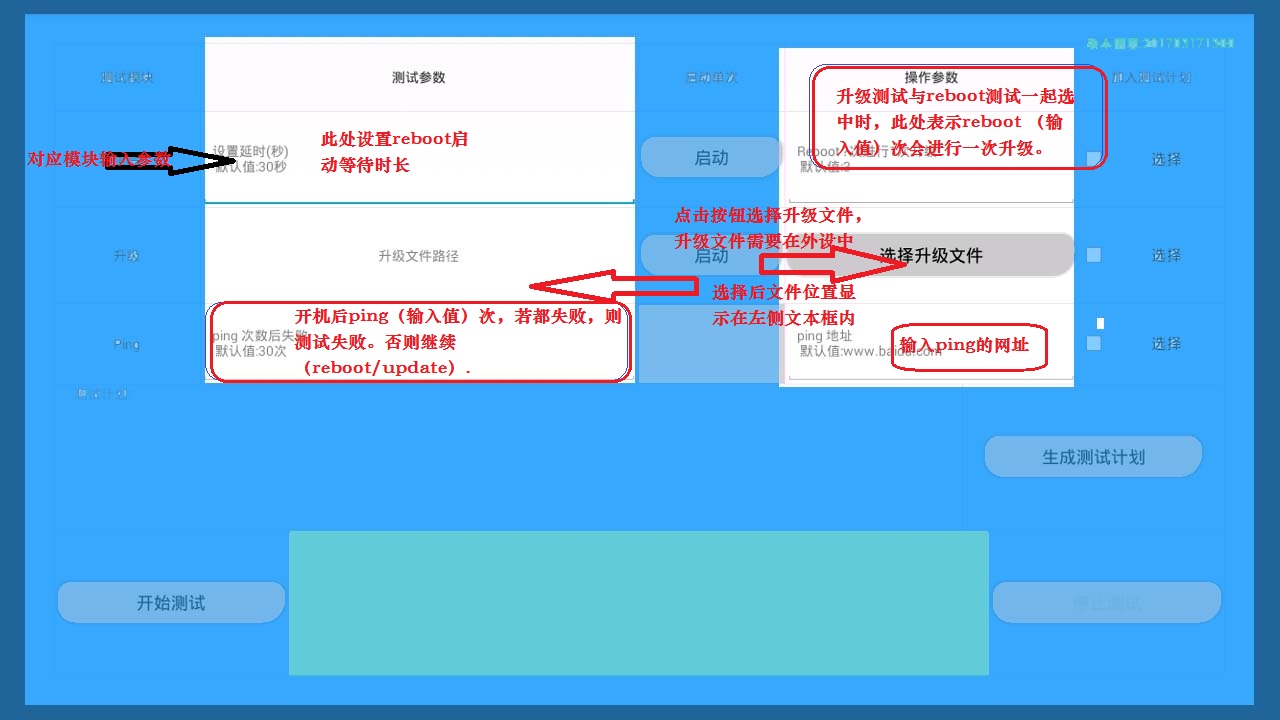 测试模块
测试参数
启动单次
操作参数
加入测试计划
升级测试与reboot测试一起选
中时，此处表示reboot （输
入值）次会进行一次升级。
对应模块输入参数
设置延时(秒)
默认值:30秒
此处设置reboot启
动等待时长
启动
选择
升级
升级文件路径
启动
点击按钮选择升级文件，
升级文件需要在外设中
选择升级文件
选择
选择后文件位置显
示在左侧文本框内
Ping
ping 次数后失败
默认值:30次
开机后ping（输入值）次，若都失败，则
测试失败。否则继续
（reboot/update）.
ping 地址
默认值:www.baidu.com
输入ping的网址
选择
测试计划
生成测试计划
开始测试
停止测试